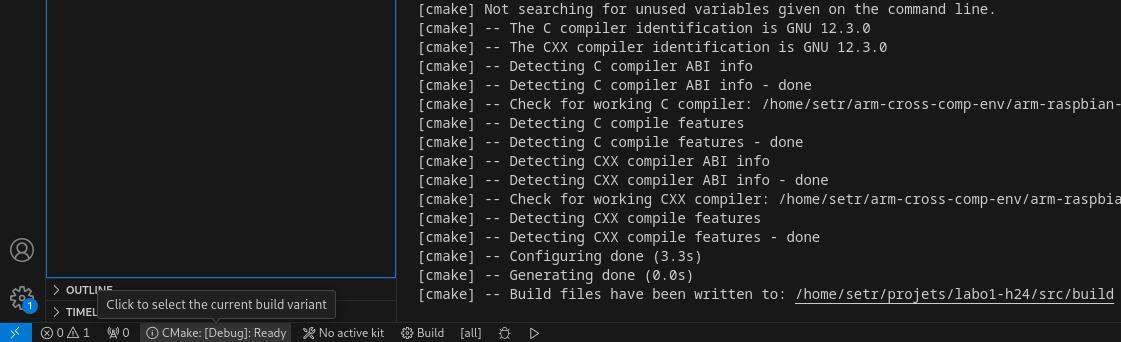 [cmake] Not searching for unused variables given on the command line.
[cmake] -- The C compiler identification is GNU 12.3.0
[cmake] -- The CXX compiler identification is GNU 12.3.0
[cmake] -- Detecting C compiler ABI info
[cmake] -- Detecting C compiler ABI info - done
[cmake] -- Check for working C compiler: /home/setr/arm-cross-comp-env/arm-raspbian-
[cmake] -- Detecting C compile features
[cmake] -- Detecting C compile features - done
[cmake] -- Detecting CXX compiler ABI info
[cmake] -- Detecting CXX compiler ABI info - done
[cmake] -- Check for working CXX compiler: /home/setr/arm-cross-comp-env/arm-raspbia
[cmake] -- Detecting CXX compile features
[cmake] -- Detecting CXX compile features - done
[cmake] -- Configuring done (3.3s)
[cmake] -- Generating done (0.0s)
[cmake] -- Build files have been written to: /home/setr/projets/labo1-h24/src/build
1
OUTLINE
Click to select the current build variant
TIMEL
0 1 0 CMake: [Debug]: Ready No active kit Build [all]